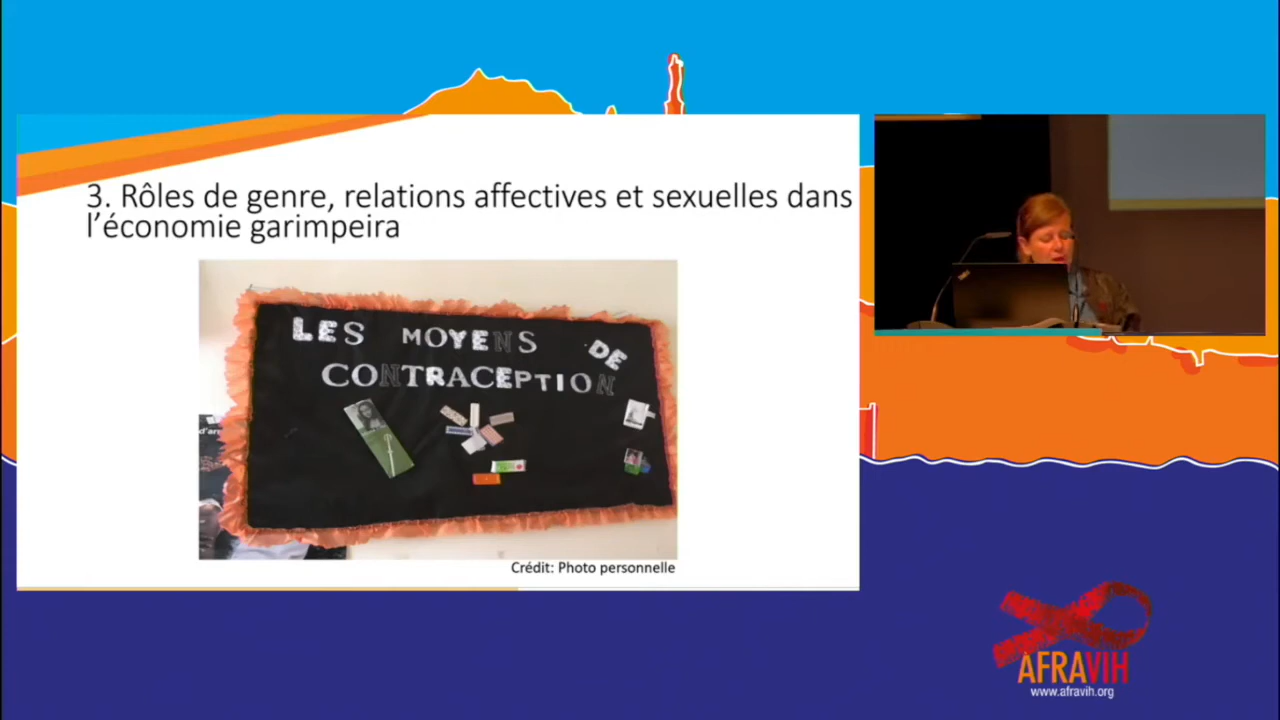 3. Rôles de genre, relations affectives et sexuelles dans
l'économie garimpeira
LES MOYENS DE
CONTRACEPTION
d'are
Crédit: Photo personnelle
AFRAVIH
www.afravih.org